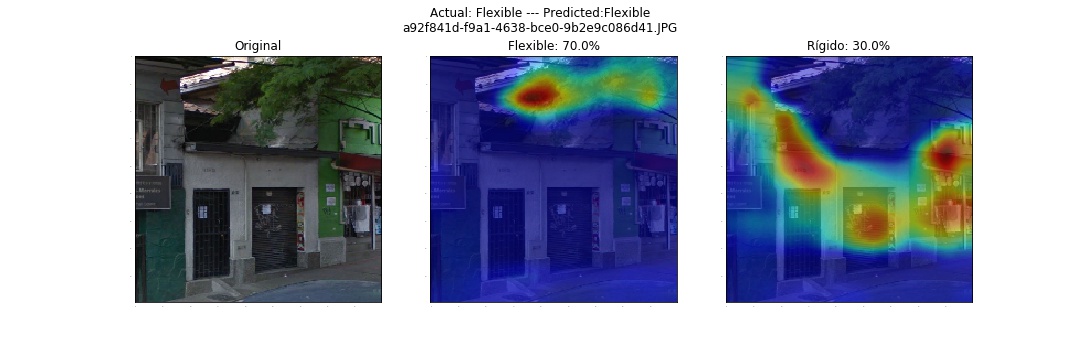 Actual: Flexible --- Predicted:Flexible
a92f841d-f9a1-4638-bce0-9b2e9c086d41.JPG
Original
Flexible: 70.0%
Rígido: 30.0%